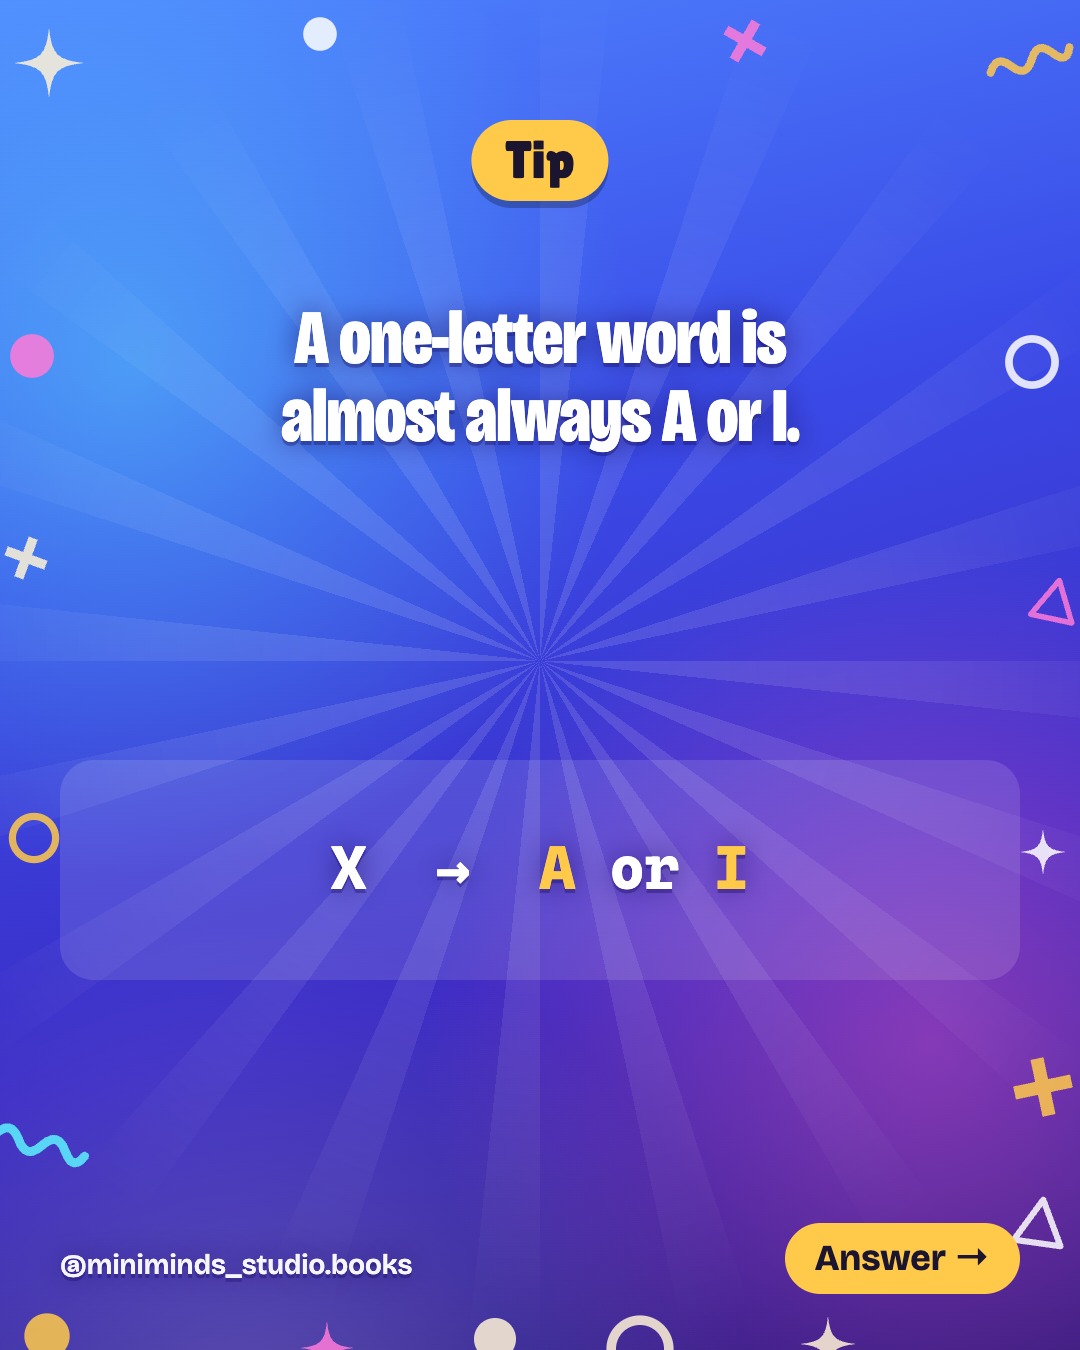 Tip
A one-letter word is
almost always A or I.
X → A or I
@miniminds_studio.books
Answer →